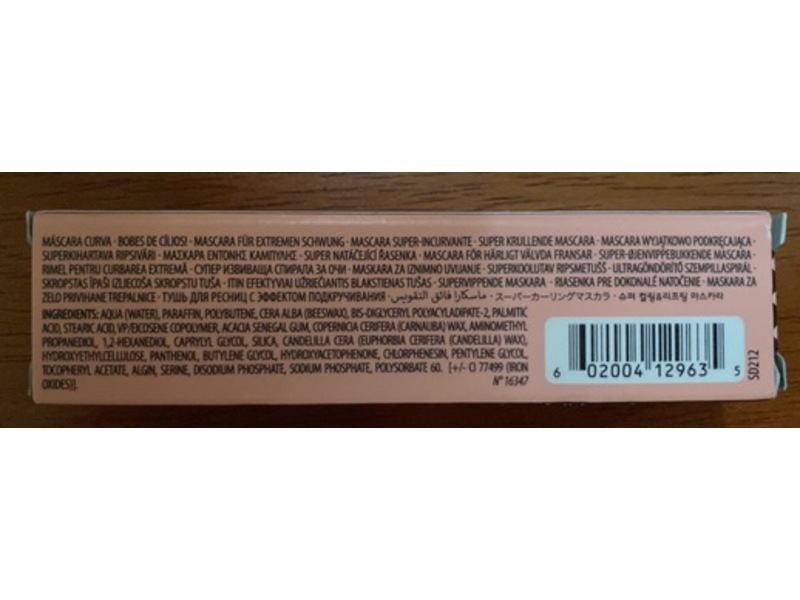 MÁSCARA CURVA · BOBES DE CÍLIOS! · MASCARA FÜR EXTREMEN SCHWUNG · MASCARA SUPER-INCURVANTE · SUPER KRULLENDE MASCARA · MASCARA WYJĄTKOWO PODKRĘCAJĄCA ·
SUPERKIHARTAVA RIPSIVÄRI · ΜΑΣΚΑΡΑ ΕΝΤΟΝΗΣ ΚΑΜΠΥΛΗΣ · SUPER NATÁČEJÍCÍ ŘASENKA · MASCARA FÖR HÄRLIGT VÄLVDA FRANSAR · SUPER-ØJENVIPPEBUKKENDE MASCARA ·
RIMEL PENTRU CURBAREA EXTREMĂ · СУПЕР ИЗВИВАЩА СПИРАЛА ЗА ОЧИ · MASKARA ZA IZNIMNO UVIJANJE · SUPERKOOLUTAV RIPSMETUŠŠ · ULTRAGÖNDÖRÍTŐ SZEMPILLASPIRÁL ·
SKROPSTAS ĪPAŠI IZLIECOŠA SKROPSTU TUŠA · ITIN EFEKTYVIAI UŽRIEČIANTIS BLAKSTIENAS TUŠAS · SUPERVIPPENDE MASKARA · RIASENKA PRE DOKONALÉ NATOČENIE · MASKARA ZA
ZELO PRIVIHANE TREPALNICE · ТУШЬ ДЛЯ РЕСНИЦ С ЭФФЕКТОМ ПОДКРУЧИВАНИЯ · ماسكارا فائق التقويس · スーパーカーリングマスカラ · 슈퍼 컬링&리프팅 마스카라
INGREDIENTS: AQUA (WATER), PARAFFIN, POLYBUTENE, CERA ALBA (BEESWAX), BIS-DIGLYCERYL POLYACYLADIPATE-2, PALMITIC
ACID, STEARIC ACID, VP/EICOSENE COPOLYMER, ACACIA SENEGAL GUM, COPERNICIA CERIFERA (CARNAUBA) WAX, AMINOMETHYL
PROPANEDIOL, 1,2-HEXANEDIOL, CAPRYLYL GLYCOL, SILICA, CANDELILLA CERA (EUPHORBIA CERIFERA (CANDELILLA) WAX),
HYDROXYETHYLCELLULOSE, PANTHENOL, BUTYLENE GLYCOL, HYDROXYACETOPHENONE, CHLORPHENESIN, PENTYLENE GLYCOL,
TOCOPHERYL ACETATE, ALGIN, SERINE, DISODIUM PHOSPHATE, SODIUM PHOSPHATE, POLYSORBATE 60. [+/- CI 77499 (IRON
OXIDES)].
N° 16347
6 02004 12963 5
SD212